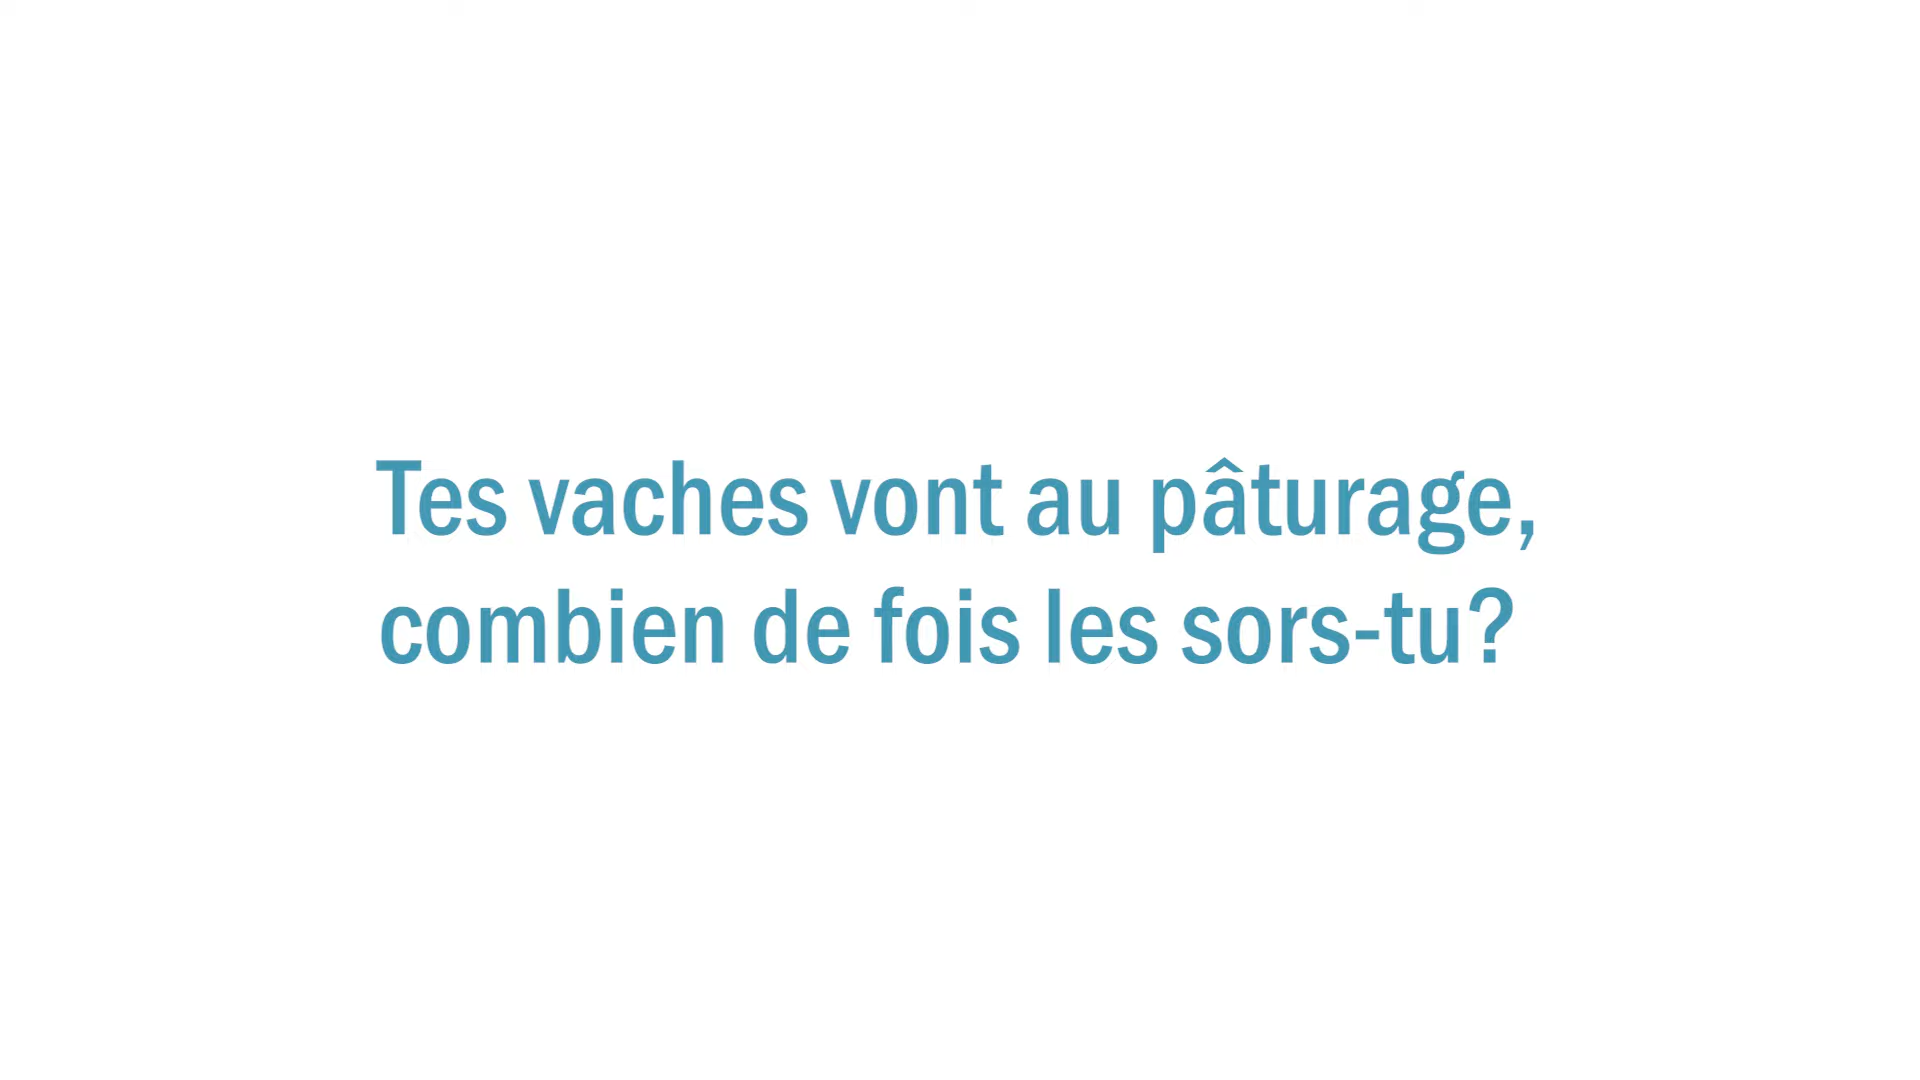 Tes vaches vont au pâturage,
combien de fois les sors-tu?